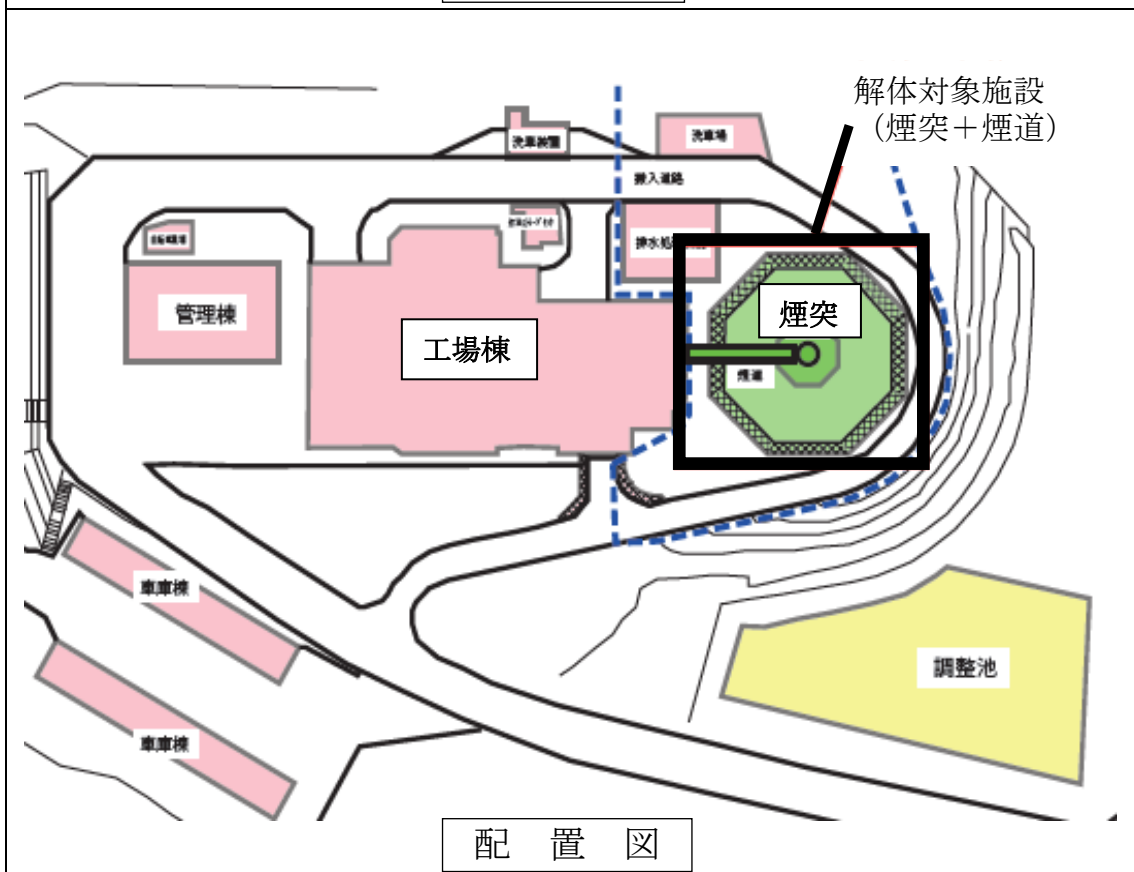 解体対象施設
（煙突＋煙道）
洗車装置
洗車場
搬入道路
排水処
煙突
管理棟
工場棟
煙道
車庫棟
調整池
車庫棟
配 置 図